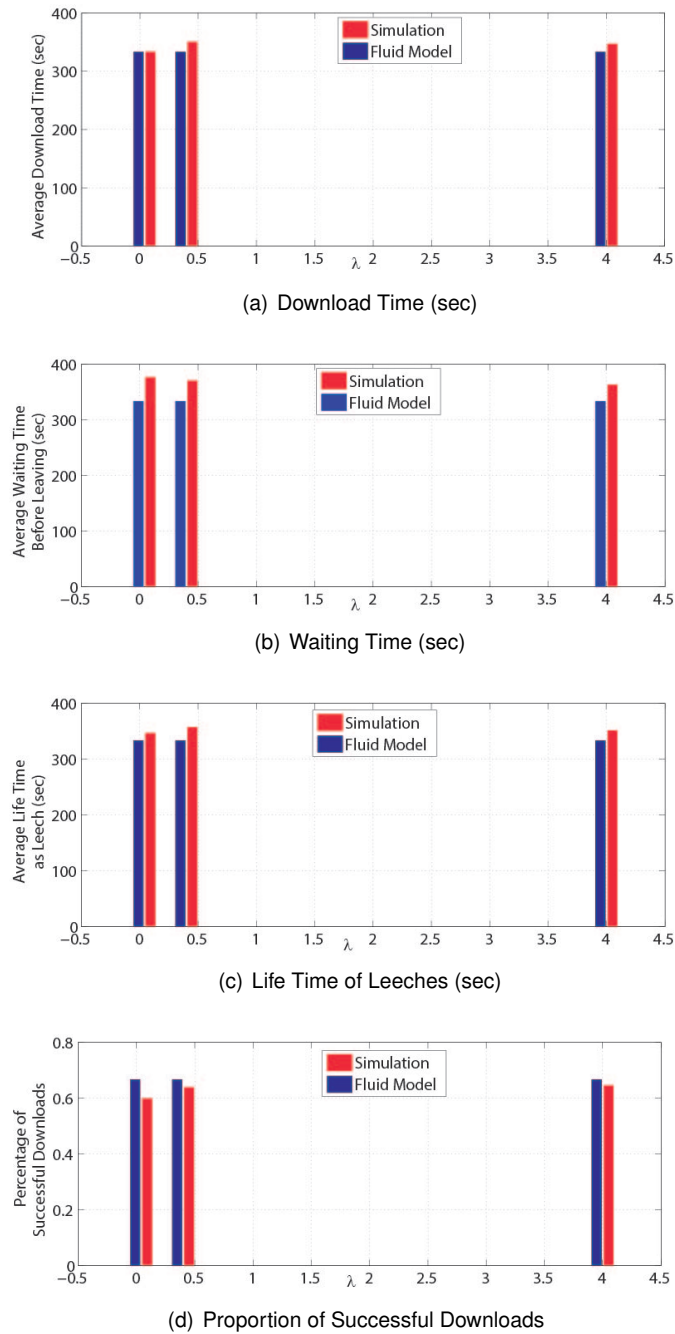 400
300
200
100
0
Average Download Time (sec)
Simulation
Fluid Model
−0.5 0 0.5 1 1.5 2 2.5 3 3.5 4 4.5
λ
(a) Download Time (sec)
400
300
200
100
0
Average Waiting Time
Before Leaving (sec)
Simulation
Fluid Model
−0.5 0 0.5 1 1.5 2 2.5 3 3.5 4 4.5
λ
(b) Waiting Time (sec)
400
300
200
100
0
Average Life Time
as Leech (sec)
Simulation
Fluid Model
−0.5 0 0.5 1 1.5 2 2.5 3 3.5 4 4.5
λ
(c) Life Time of Leeches (sec)
0.8
0.6
0.4
0.2
0
Percentage of
Successful Downloads
Simulation
Fluid Model
−0.5 0 0.5 1 1.5 2 2.5 3 3.5 4 4.5
λ
(d) Proportion of Successful Downloads